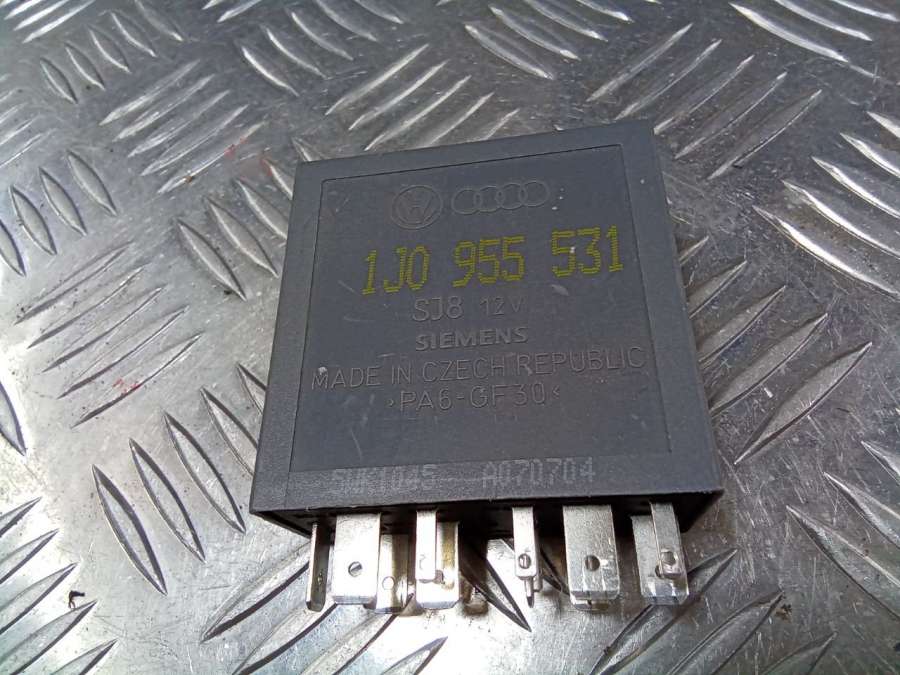 1J0 955 531
SJ8 12V
SIEMENS
MADE IN CZECH REPUBLIC
>PA6-GF30<
A070704